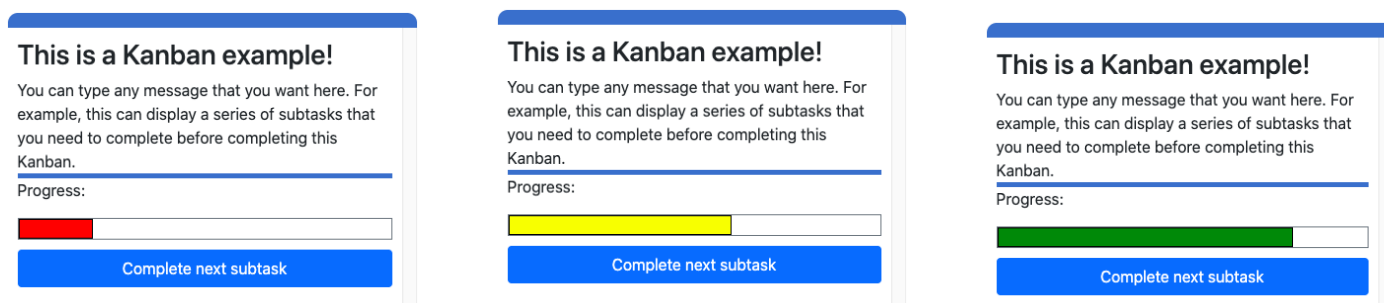 This is a Kanban example!
You can type any message that you want here. For
example, this can display a series of subtasks that
you need to complete before completing this
Kanban.
Progress:
Complete next subtask
This is a Kanban example!
You can type any message that you want here. For
example, this can display a series of subtasks that
you need to complete before completing this
Kanban.
Progress:
Complete next subtask
This is a Kanban example!
You can type any message that you want here. For
example, this can display a series of subtasks that
you need to complete before completing this
Kanban.
Progress:
Complete next subtask